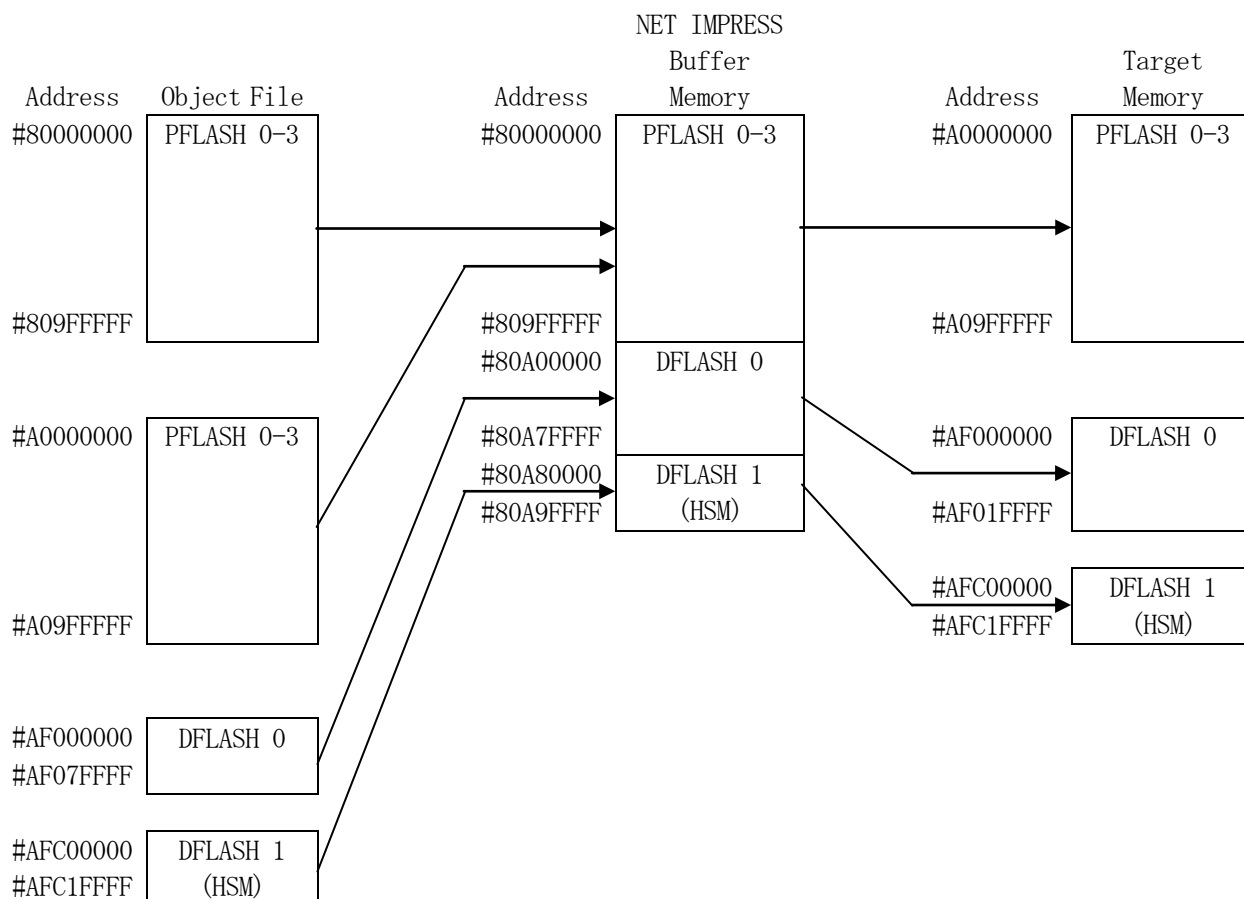 NET IMPRESS
Buffer
Memory
Target
Memory
Address Object File
Address
Address
#80000000
PFLASH 0-3
#809FFFFF
#A0000000
PFLASH 0-3
#A09FFFFF
#AF000000
DFLASH 0
#AF07FFFF
#AFC00000
DFLASH 1
(HSM)
#AFC1FFFF
#80000000
PFLASH 0-3
#809FFFFF
#80A00000
DFLASH 0
#80A7FFFF
#80A80000
DFLASH 1
(HSM)
#80A9FFFF
#A0000000
PFLASH 0-3
#A09FFFFF
#AF000000
DFLASH 0
#AF01FFFF
#AFC00000
DFLASH 1
(HSM)
#AFC1FFFF